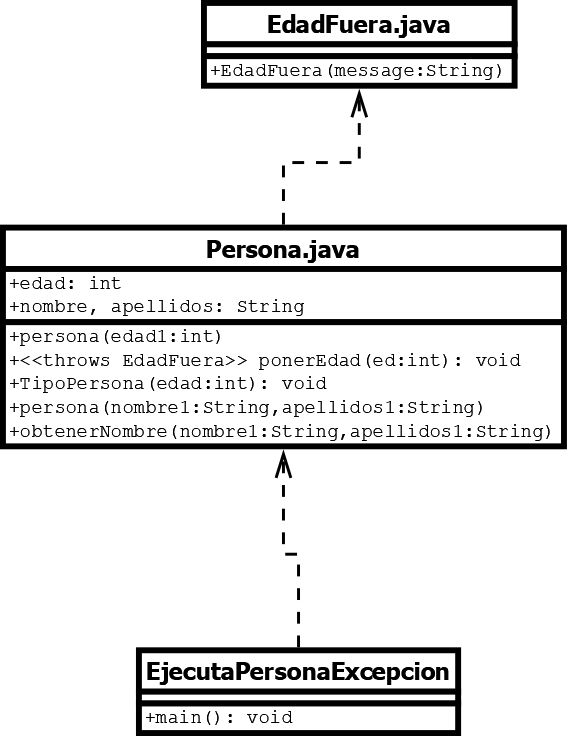 EdadFuera.java
+EdadFuera(message:String)
Persona.java
+edad: int
+nombre, apellidos: String
+persona(edad1:int)
+<<throws EdadFuera>> ponerEdad(ed:int): void
+TipoPersona(edad:int): void
+persona(nombre1:String,apellidos1:String)
+obtenerNombre(nombre1:String,apellidos1:String)
EjecutaPersonaExcepcion
+main(): void